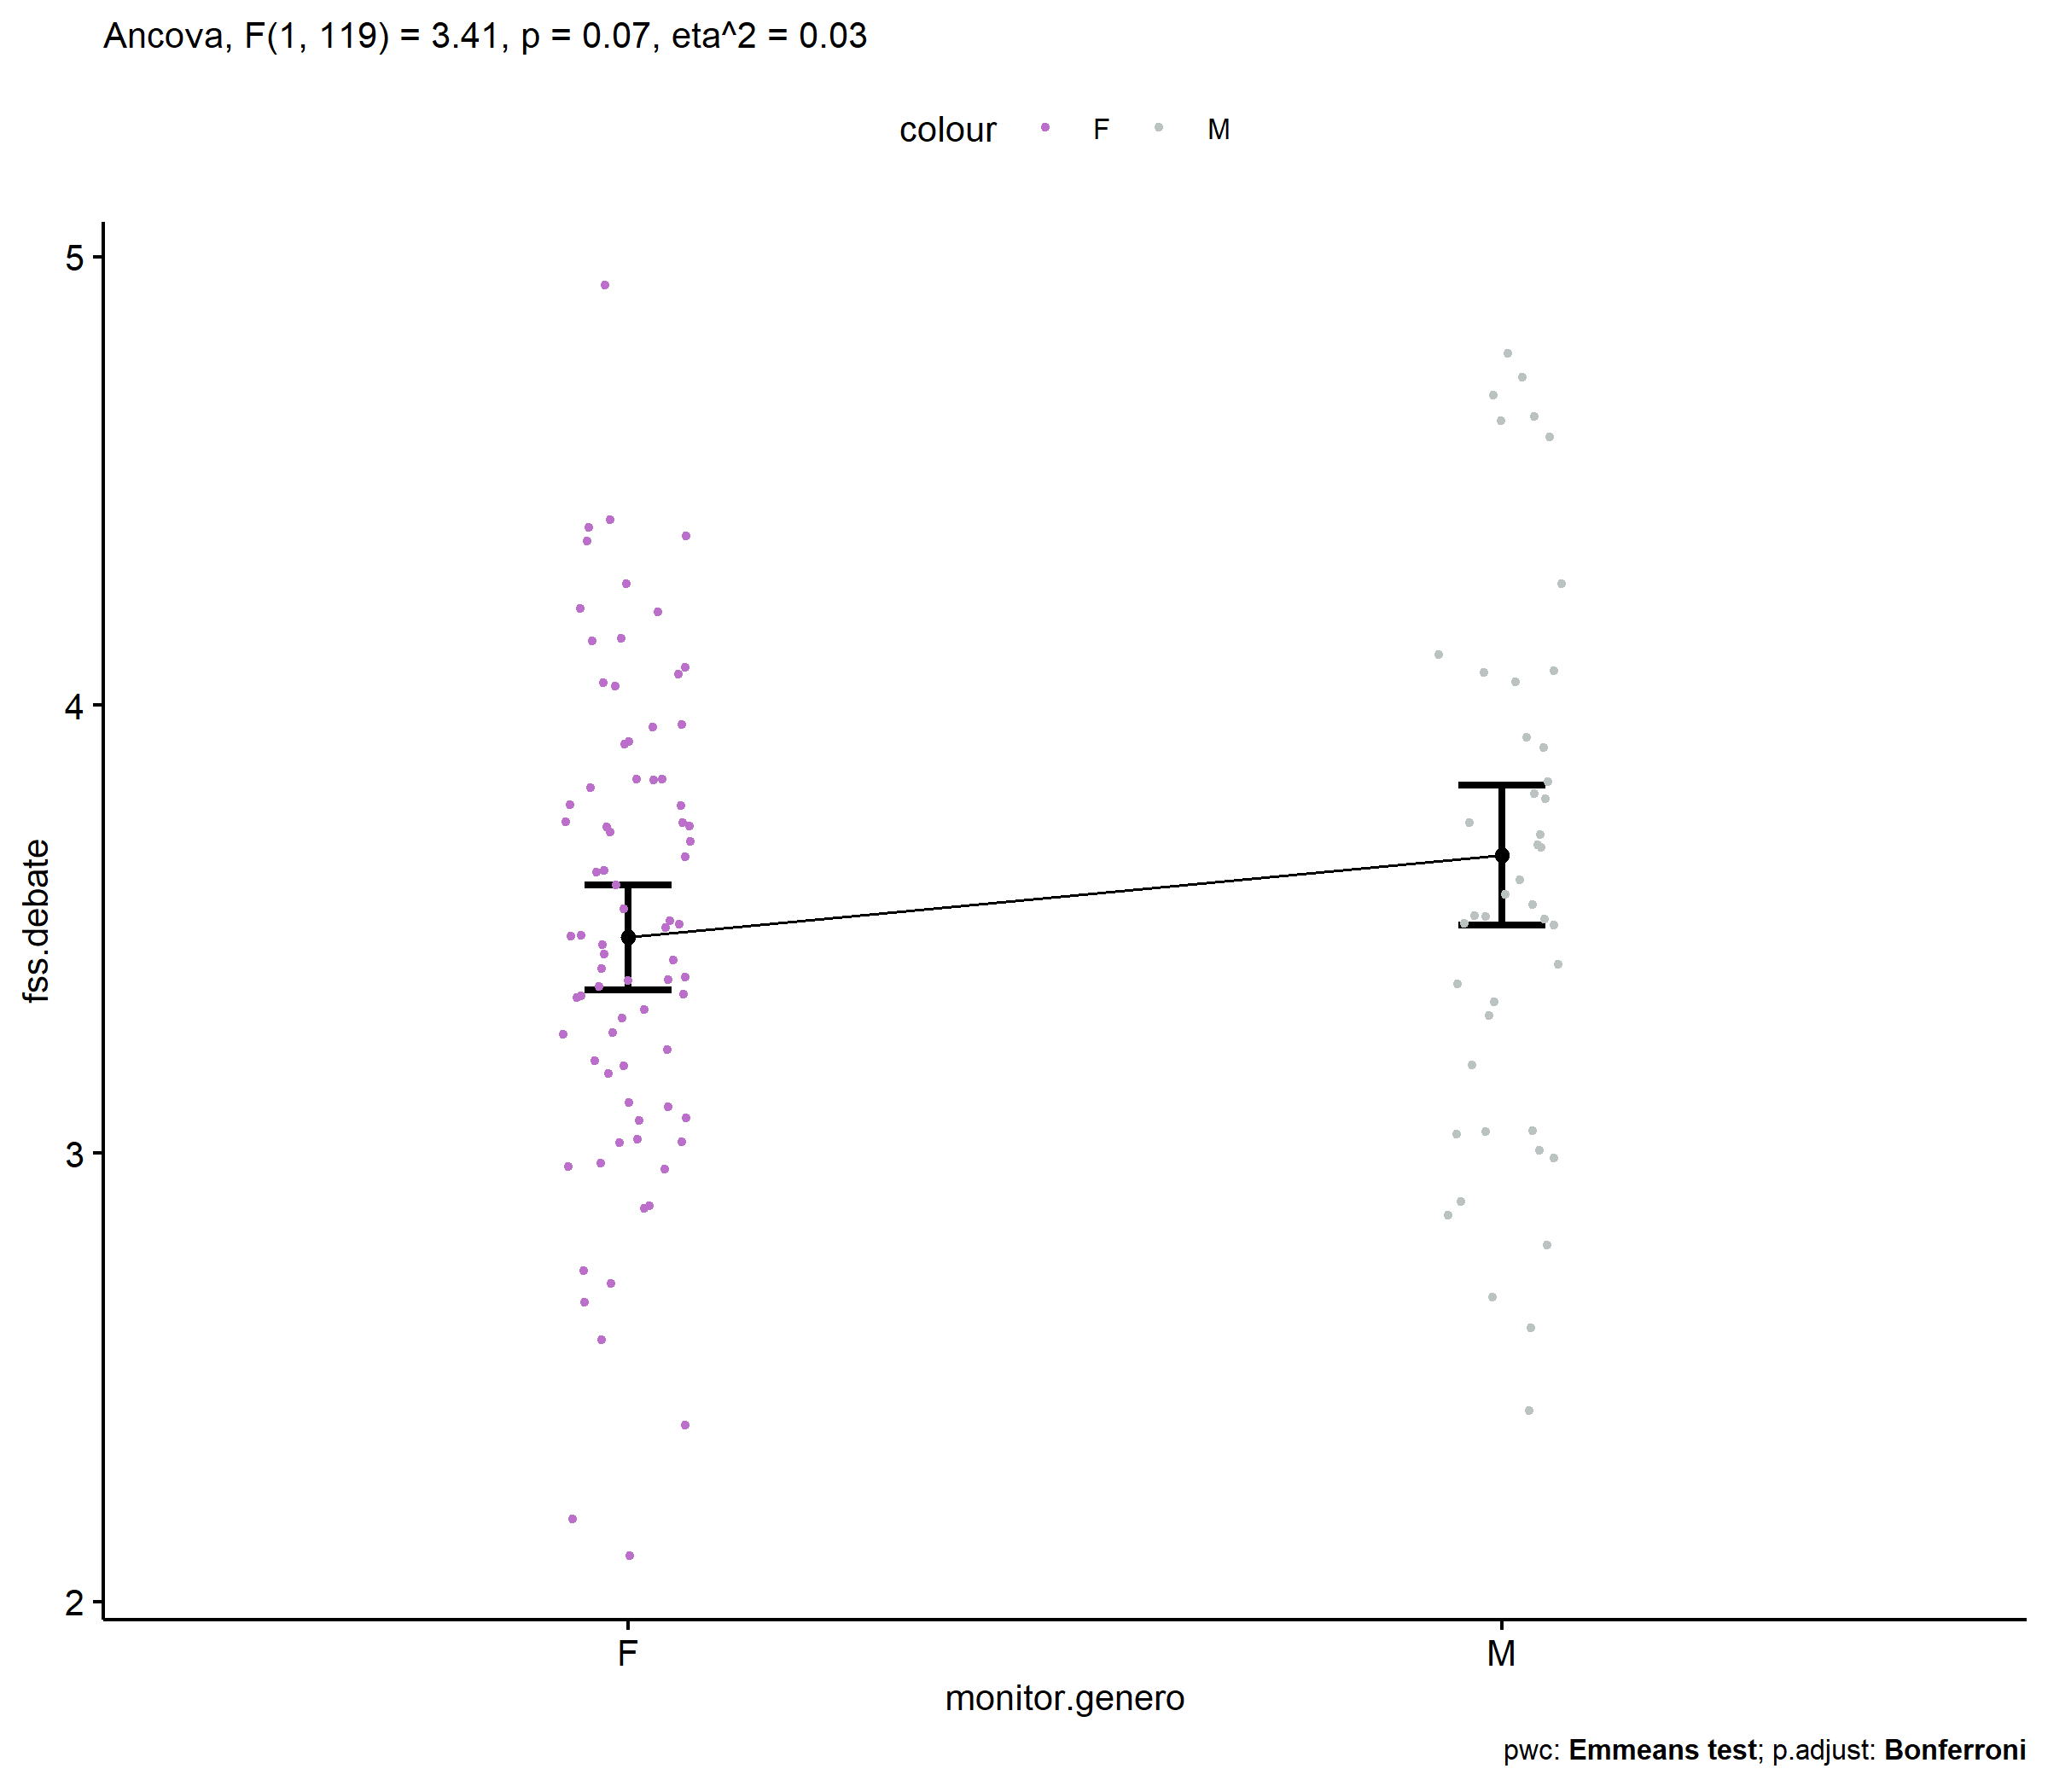 Ancova, F(1, 119) = 3.41, p = 0.07, eta^2 = 0.03
colour F M
5
4
3
2
fss.debate
F M
monitor.genero
pwc: Emmeans test; p.adjust: Bonferroni